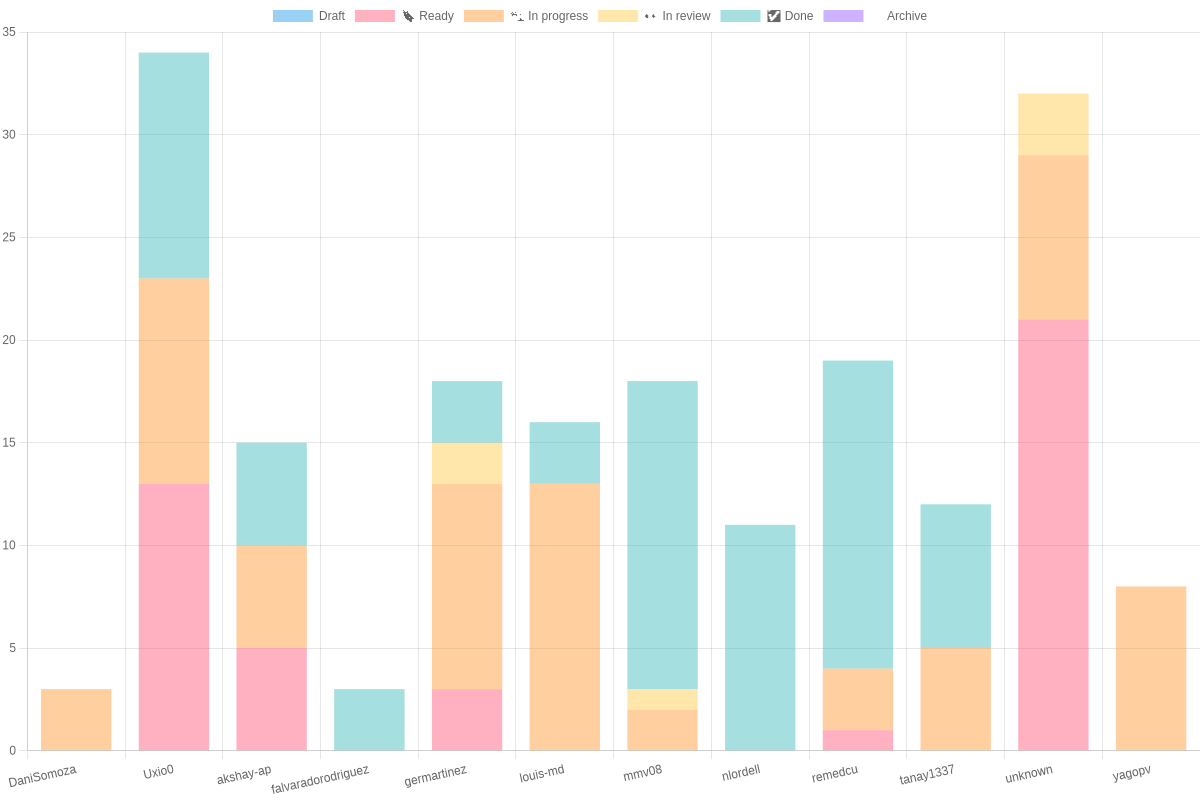 Draft 🔖 Ready 🏗 In progress 👀 In review ✅ Done Archive
35
30
25
20
15
10
5
0
DaniSomoza
Uxio0
akshay-ap
falvaradorodriguez
germartinez
louis-md
mmv08
nlordell
remedcu
tanay1337
unknown
yagopv